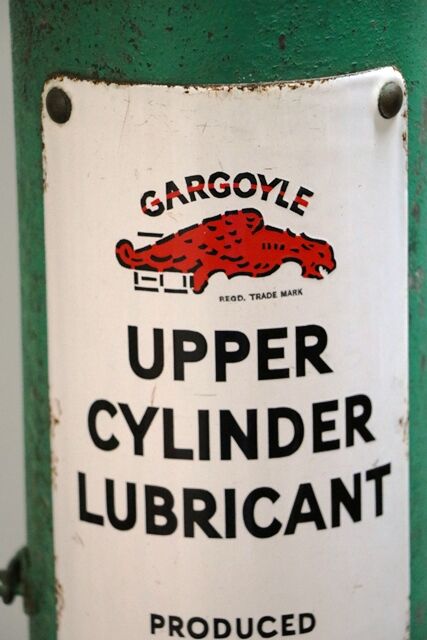 GARGOYLE
REGD. TRADE MARK
UPPER
CYLINDER
LUBRICANT
PRODUCED